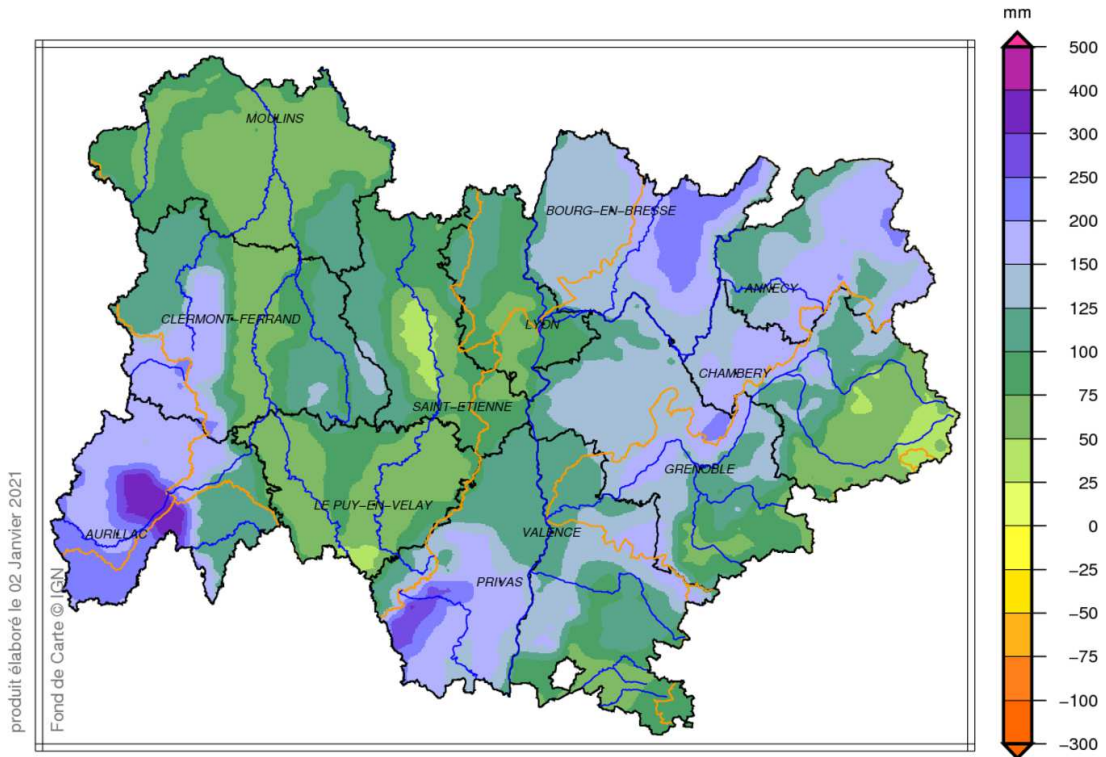 mm
500
400
300
250
200
150
125
100
75
50
25
0
−25
−50
−75
−100
−300
MOULINS
BOURG−EN−BRESSE
ANNECY
CLERMONT−FERRAND
LYON
CHAMBERY
SAINT−ETIENNE
GRENOBLE
LE PUY−EN−VELAY
AURILLAC
VALENCE
PRIVAS
produit élaboré le 02 Janvier 2021
Fond de Carte © IGN